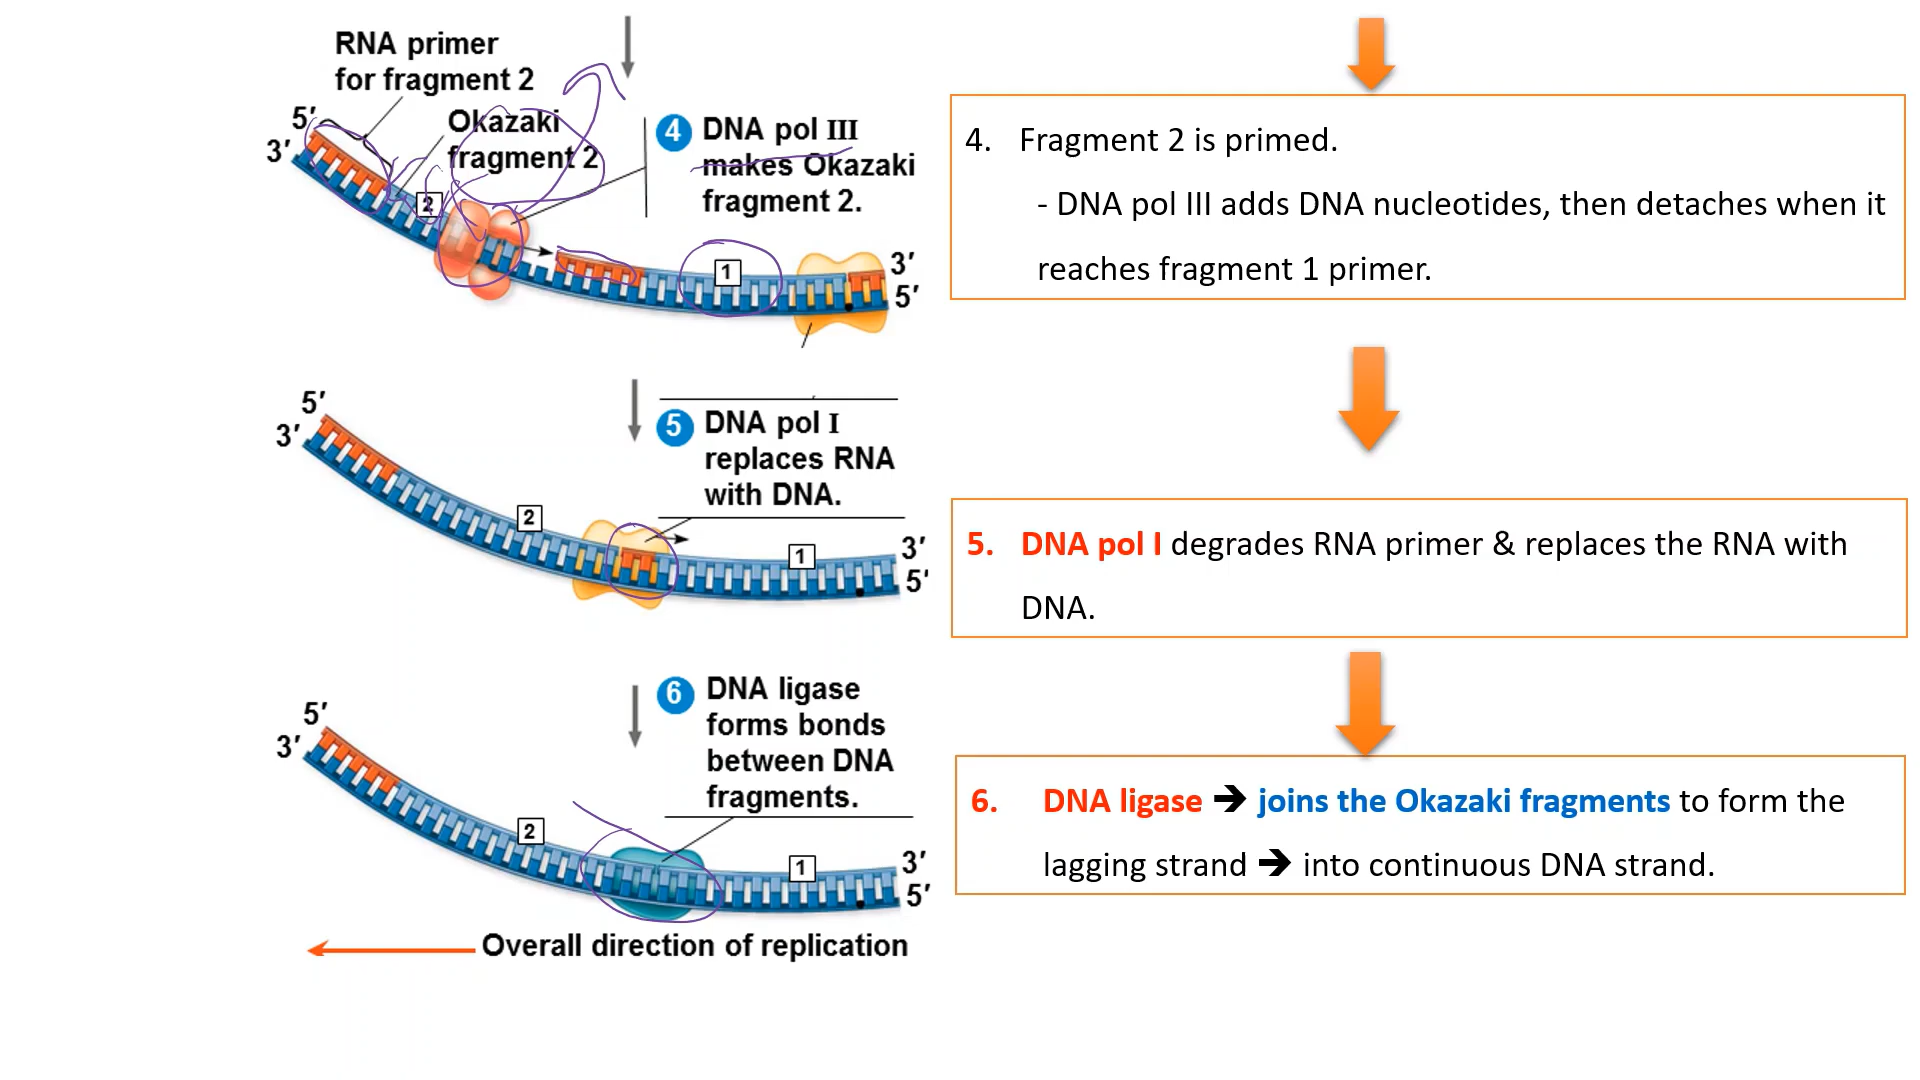 RNA primer
for fragment 2
Okazaki
fragment 2
5′
3′
2
4 DNA pol III
makes Okazaki
fragment 2.
1
3′
5′
4. Fragment 2 is primed.
- DNA pol III adds DNA nucleotides, then detaches when it
reaches fragment 1 primer.
5′
3′
5 DNA pol I
replaces RNA
with DNA.
2
1
3′
5′
5. DNA pol I degrades RNA primer & replaces the RNA with
DNA.
5′
3′
6 DNA ligase
forms bonds
between DNA
fragments.
2
1
3′
5′
Overall direction of replication
6. DNA ligase ➔ joins the Okazaki fragments to form the
lagging strand ➔ into continuous DNA strand.